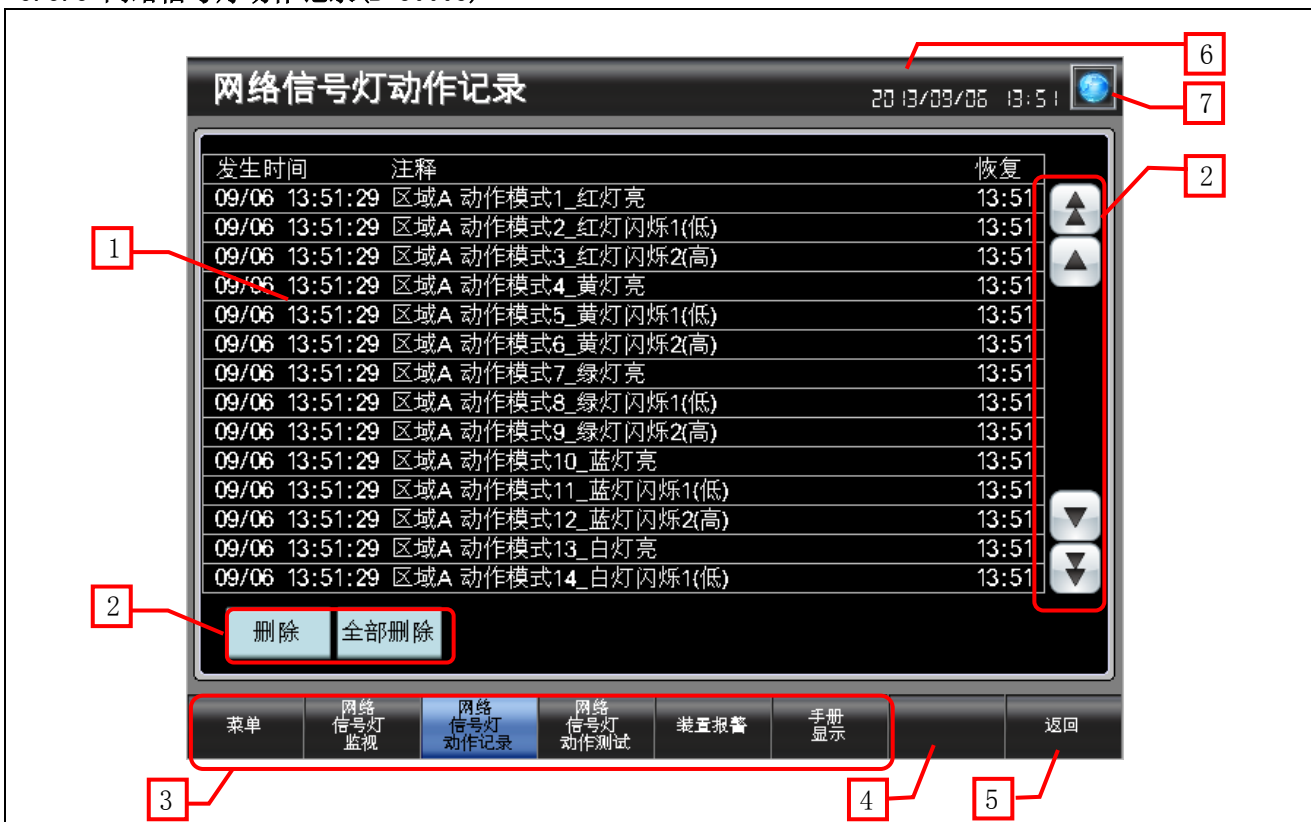 6
网络信号灯动作记录
2013/09/06 13:51
7
发生时间 注释 恢复
2
09/06 13:51:29 区域A 动作模式1_红灯亮 13:51
09/06 13:51:29 区域A 动作模式2_红灯闪烁1(低) 13:51
1
09/06 13:51:29 区域A 动作模式3_红灯闪烁2(高) 13:51
09/06 13:51:29 区域A 动作模式4_黄灯亮 13:51
09/06 13:51:29 区域A 动作模式5_黄灯闪烁1(低) 13:51
09/06 13:51:29 区域A 动作模式6_黄灯闪烁2(高) 13:51
09/06 13:51:29 区域A 动作模式7_绿灯亮 13:51
09/06 13:51:29 区域A 动作模式8_绿灯闪烁1(低) 13:51
09/06 13:51:29 区域A 动作模式9_绿灯闪烁2(高) 13:51
09/06 13:51:29 区域A 动作模式10_蓝灯亮 13:51
09/06 13:51:29 区域A 动作模式11_蓝灯闪烁1(低) 13:51
09/06 13:51:29 区域A 动作模式12_蓝灯闪烁2(高) 13:51
09/06 13:51:29 区域A 动作模式13_白灯亮 13:51
09/06 13:51:29 区域A 动作模式14_白灯闪烁1(低) 13:51
2
删除 全部删除
菜单
网络
信号灯
监视
网络
信号灯
动作记录
网络
信号灯
动作测试
装置报警
手册
显示
返回
3
4
5